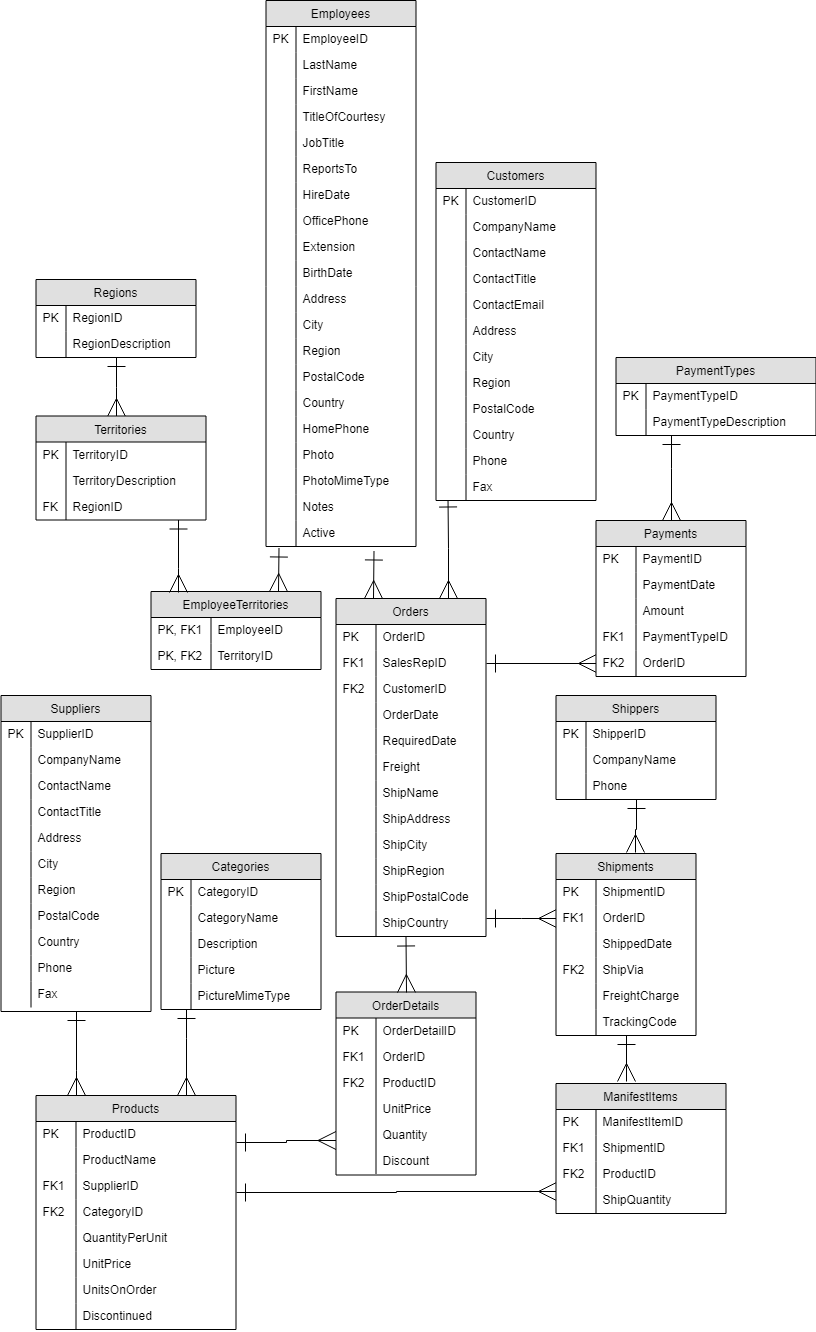 Employees
PK EmployeeID
LastName
FirstName
TitleOfCourtesy
JobTitle
ReportsTo
HireDate
OfficePhone
Extension
BirthDate
Address
City
Region
PostalCode
Country
HomePhone
Photo
PhotoMimeType
Notes
Active
Customers
PK CustomerID
CompanyName
ContactName
ContactTitle
ContactEmail
Address
City
Region
PostalCode
Country
Phone
Fax
Regions
PK RegionID
RegionDescription
Territories
PK TerritoryID
TerritoryDescription
FK RegionID
PaymentTypes
PK PaymentTypeID
PaymentTypeDescription
Payments
PK PaymentID
PaymentDate
Amount
FK1 PaymentTypeID
FK2 OrderID
EmployeeTerritories
PK, FK1 EmployeeID
PK, FK2 TerritoryID
Orders
PK OrderID
FK1 SalesRepID
FK2 CustomerID
OrderDate
RequiredDate
Freight
ShipName
ShipAddress
ShipCity
ShipRegion
ShipPostalCode
ShipCountry
Suppliers
PK SupplierID
CompanyName
ContactName
ContactTitle
Address
City
Region
PostalCode
Country
Phone
Fax
Shippers
PK ShipperID
CompanyName
Phone
Categories
PK CategoryID
CategoryName
Description
Picture
PictureMimeType
Shipments
PK ShipmentID
FK1 OrderID
ShippedDate
FK2 ShipVia
FreightCharge
TrackingCode
OrderDetails
PK OrderDetailID
FK1 OrderID
FK2 ProductID
UnitPrice
Quantity
Discount
ManifestItems
PK ManifestItemID
FK1 ShipmentID
FK2 ProductID
ShipQuantity
Products
PK ProductID
ProductName
FK1 SupplierID
FK2 CategoryID
QuantityPerUnit
UnitPrice
UnitsOnOrder
Discontinued